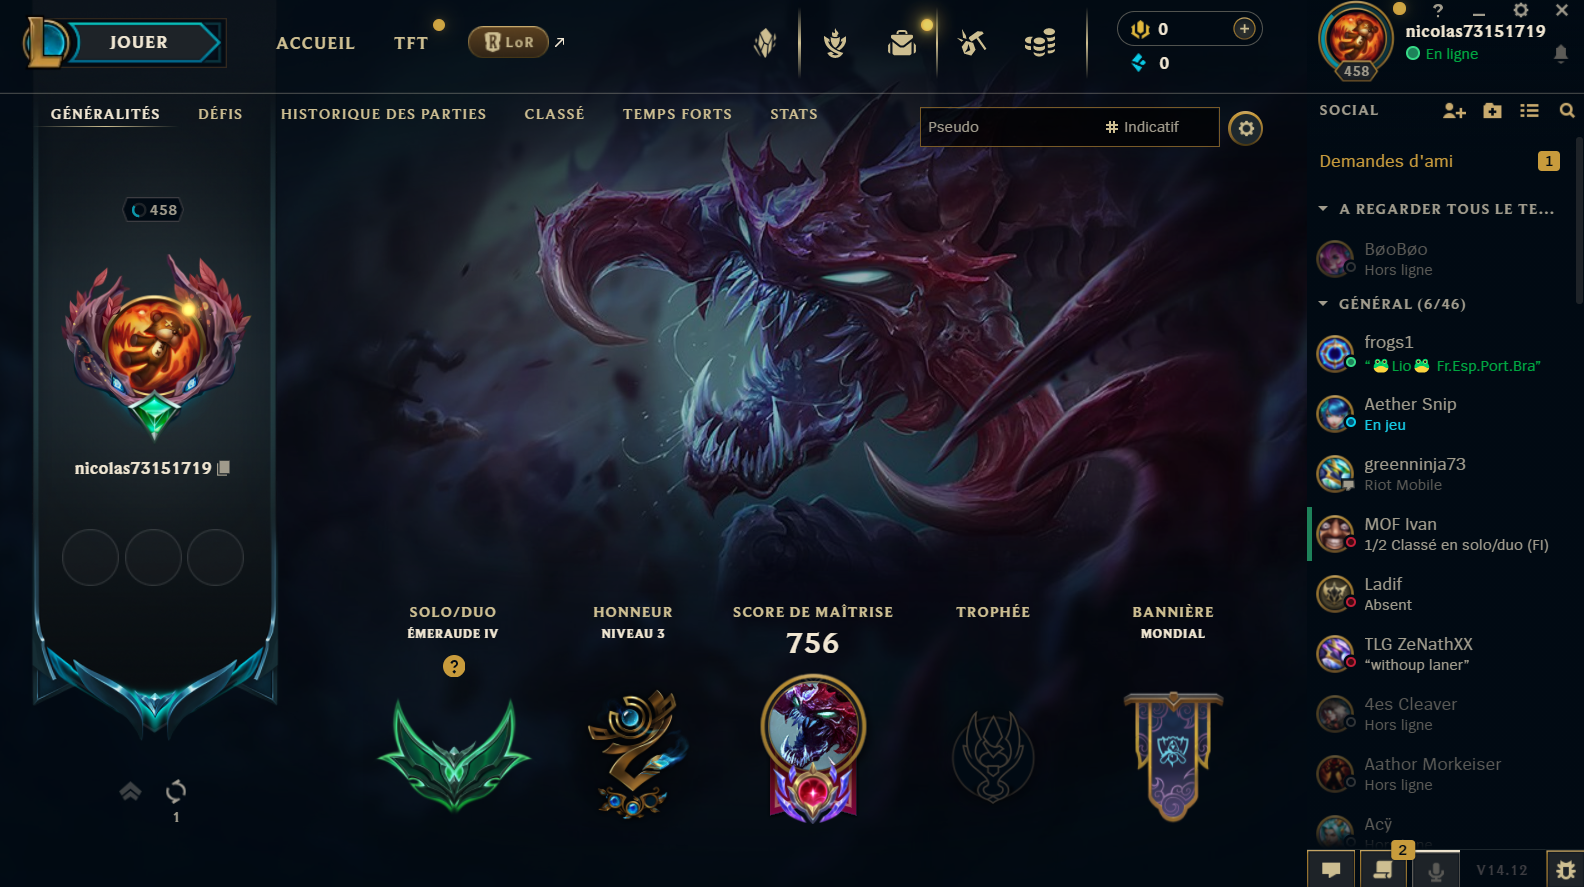 JOUER
ACCUEIL
TFT
LoR
0
0
?
nicolas73151719
En ligne
458
GÉNÉRALITÉS
DÉFIS
HISTORIQUE DES PARTIES
CLASSÉ
TEMPS FORTS
STATS
Pseudo
# Indicatif
SOCIAL
Demandes d'ami
1
A REGARDER TOUS LE TE...
BøoBøo
Hors ligne
GÉNÉRAL (6/46)
frogs1
“🐸Lio🐸 Fr.Esp.Port.Bra”
Aether Snip
En jeu
greenninja73
Riot Mobile
MOF Ivan
1/2 Classé en solo/duo (Fl)
Ladif
Absent
TLG ZeNathXX
“withoup laner”
4es Cleaver
Hors ligne
Aathor Morkeiser
Hors ligne
Acÿ
2
V14.12
458
nicolas73151719
SOLO/DUO
ÉMERAUDE IV
?
HONNEUR
NIVEAU 3
SCORE DE MAÎTRISE
756
TROPHÉE
BANNIÈRE
MONDIAL
1